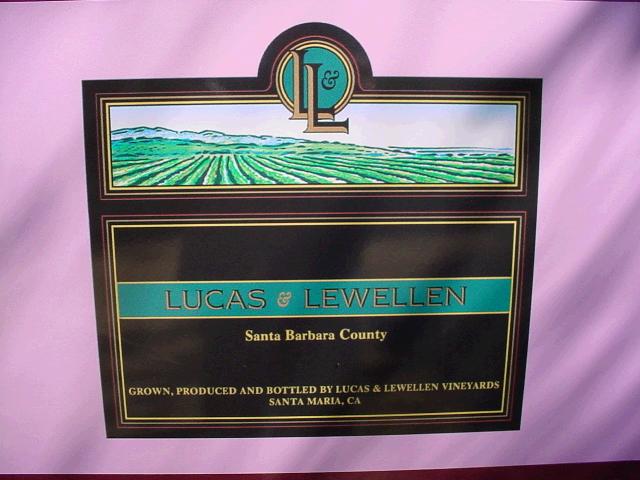 L&L
LUCAS & LEWELLEN
Santa Barbara County
GROWN, PRODUCED AND BOTTLED BY LUCAS & LEWELLEN VINEYARDS
SANTA MARIA, CA